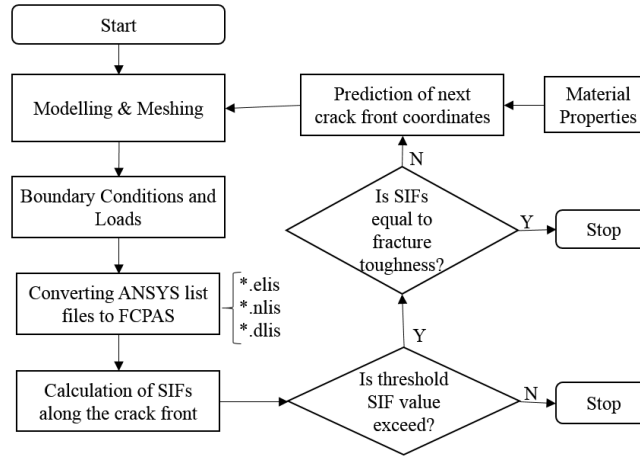 Start
Modelling & Meshing
Boundary Conditions and
Loads
Converting ANSYS list
files to FCPAS
*.elis
*.nlis
*.dlis
Calculation of SIFs
along the crack front
Is threshold
SIF value
exceed?
N
Stop
Y
Is SIFs
equal to
fracture
toughness?
Y
Stop
N
Prediction of next
crack front coordinates
Material
Properties